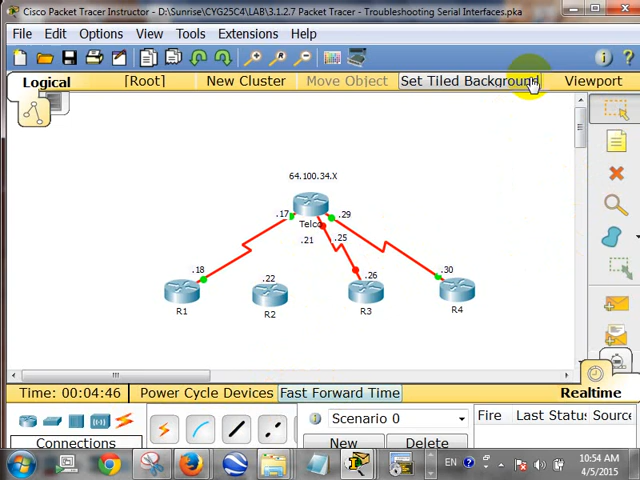 Cisco Packet Tracer Instructor - D:\Sunrise\CYG25C4\LAB\3.1.2.7 Packet Tracer - Troubleshooting Serial Interfaces.pka
File Edit Options View Tools Extensions Help
Logical [Root] New Cluster Move Object Set Tiled Background Viewport
64.100.34.X
.17 .29
Telco
.21 .25
.18 .22 .26 .30
R1 R2 R3 R4
Time: 00:04:46 Power Cycle Devices Fast Forward Time Realtime
Scenario 0 Fire Last Status Source
New Delete
Connections
EN 10:54 AM
4/5/2015